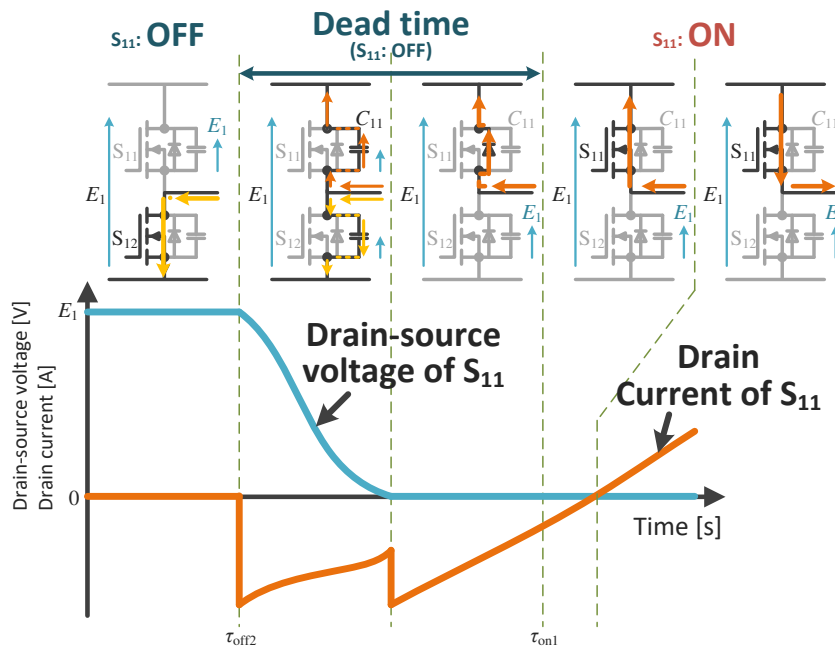 S11: OFF
Dead time
(S11: OFF)
S11: ON
E1
S11
E1
S12
C11
S11
E1
S12
C11
S11
E1
E1
S12
C11
S11
E1
E1
S12
C11
S11
E1
E
S12
Drain-source voltage [V]
Drain current [A]
E1
0
Drain-source
voltage of S11
Drain
Current of S11
Time [s]
τoff2
τon1